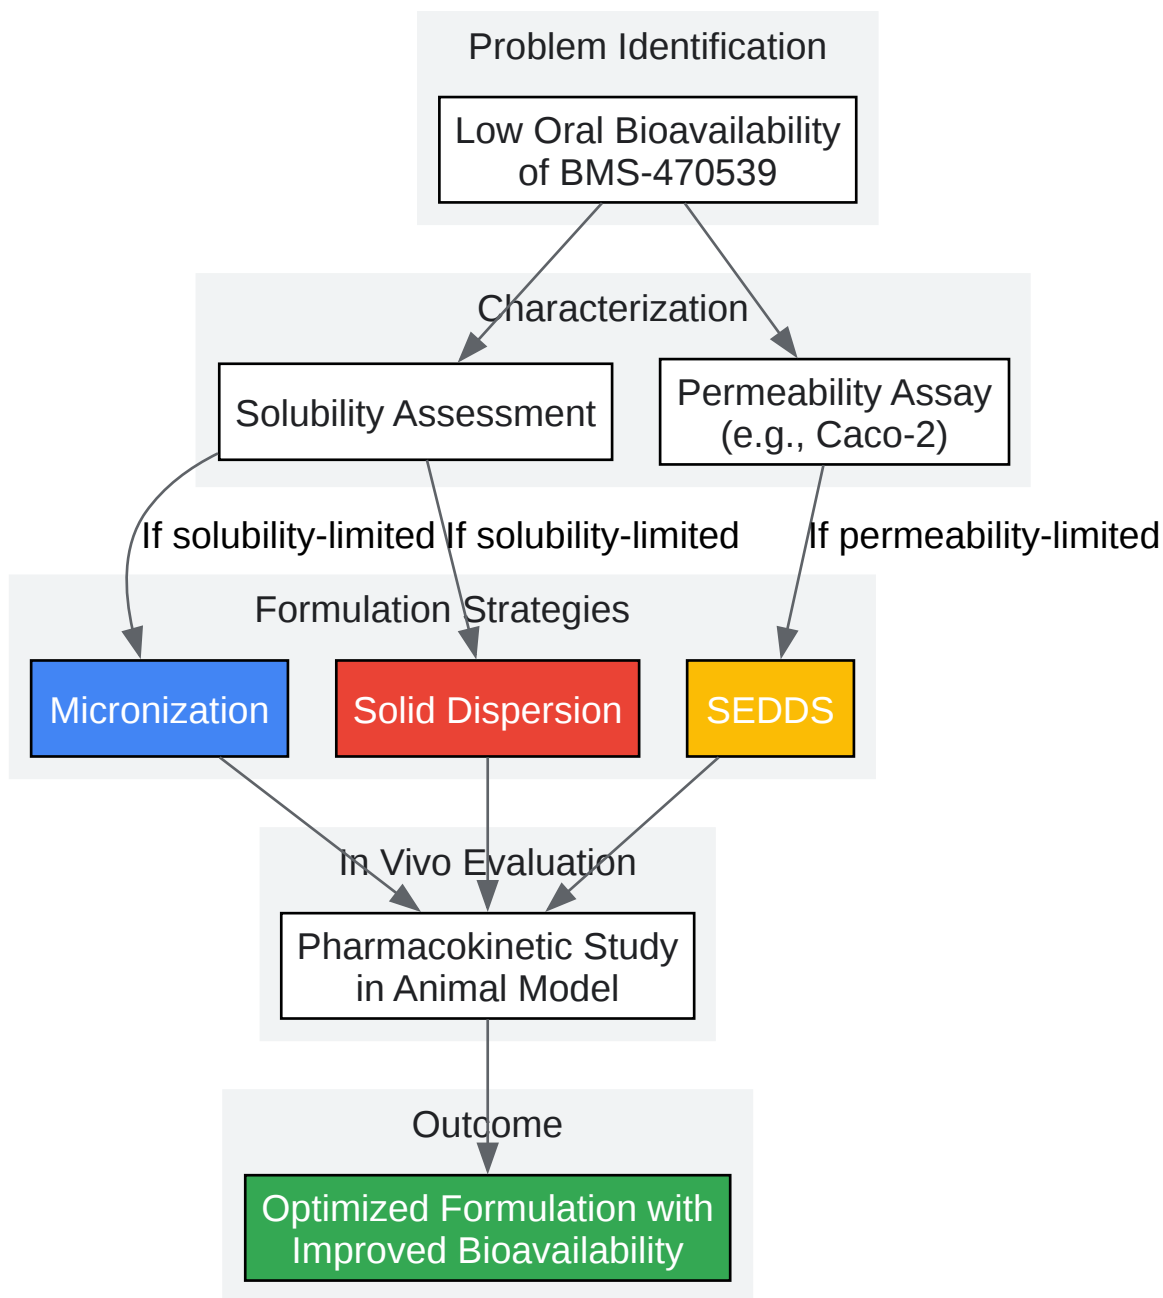 Problem Identification
Low Oral Bioavailability
of BMS-470539
Characterization
Solubility Assessment
Permeability Assay
(e.g., Caco-2)
If solubility-limited
If solubility-limited
If permeability-limited
Formulation Strategies
Micronization
Solid Dispersion
SEDDS
In Vivo Evaluation
Pharmacokinetic Study
in Animal Model
Outcome
Optimized Formulation with
Improved Bioavailability